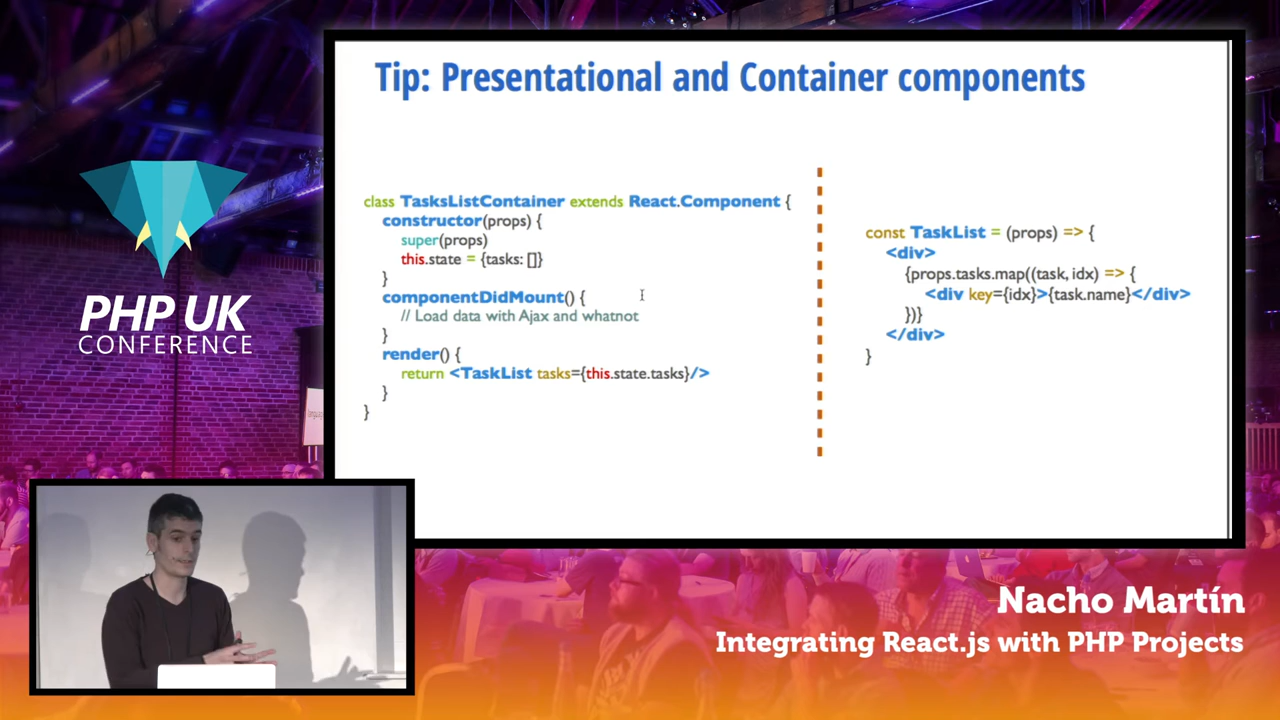 Tip: Presentational and Container components
class TasksListContainer extends React.Component {
constructor(props) {
super(props)
this.state = {tasks: []}
}
componentDidMount() {
// Load data with Ajax and whatnot
}
render() {
return <TaskList tasks={this.state.tasks}/>
}
}
const TaskList = (props) => {
<div>
{props.tasks.map((task, idx) => {
<div key={idx}>{task.name}</div>
})}
</div>
}
PHP UK
CONFERENCE
Nacho Martín
Integrating React.js with PHP Projects